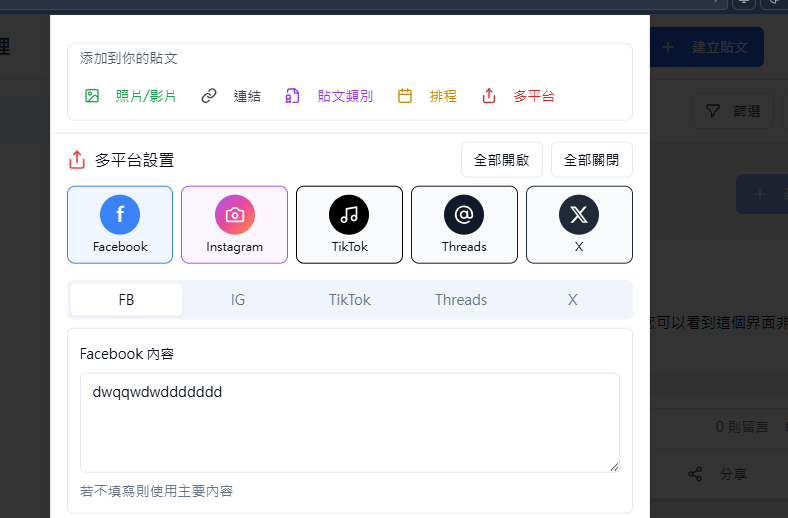 理
建立貼文
添加到你的貼文
照片/影片 連結 貼文類別 排程 多平台
篩選
多平台設置 全部開啟 全部關閉
f
Facebook Instagram TikTok Threads X
FB IG TikTok Threads X
您可以看到這個界面非
Facebook 內容
dwqqwdwddddddd
0 則留言
分享
若不填寫則使用主要內容